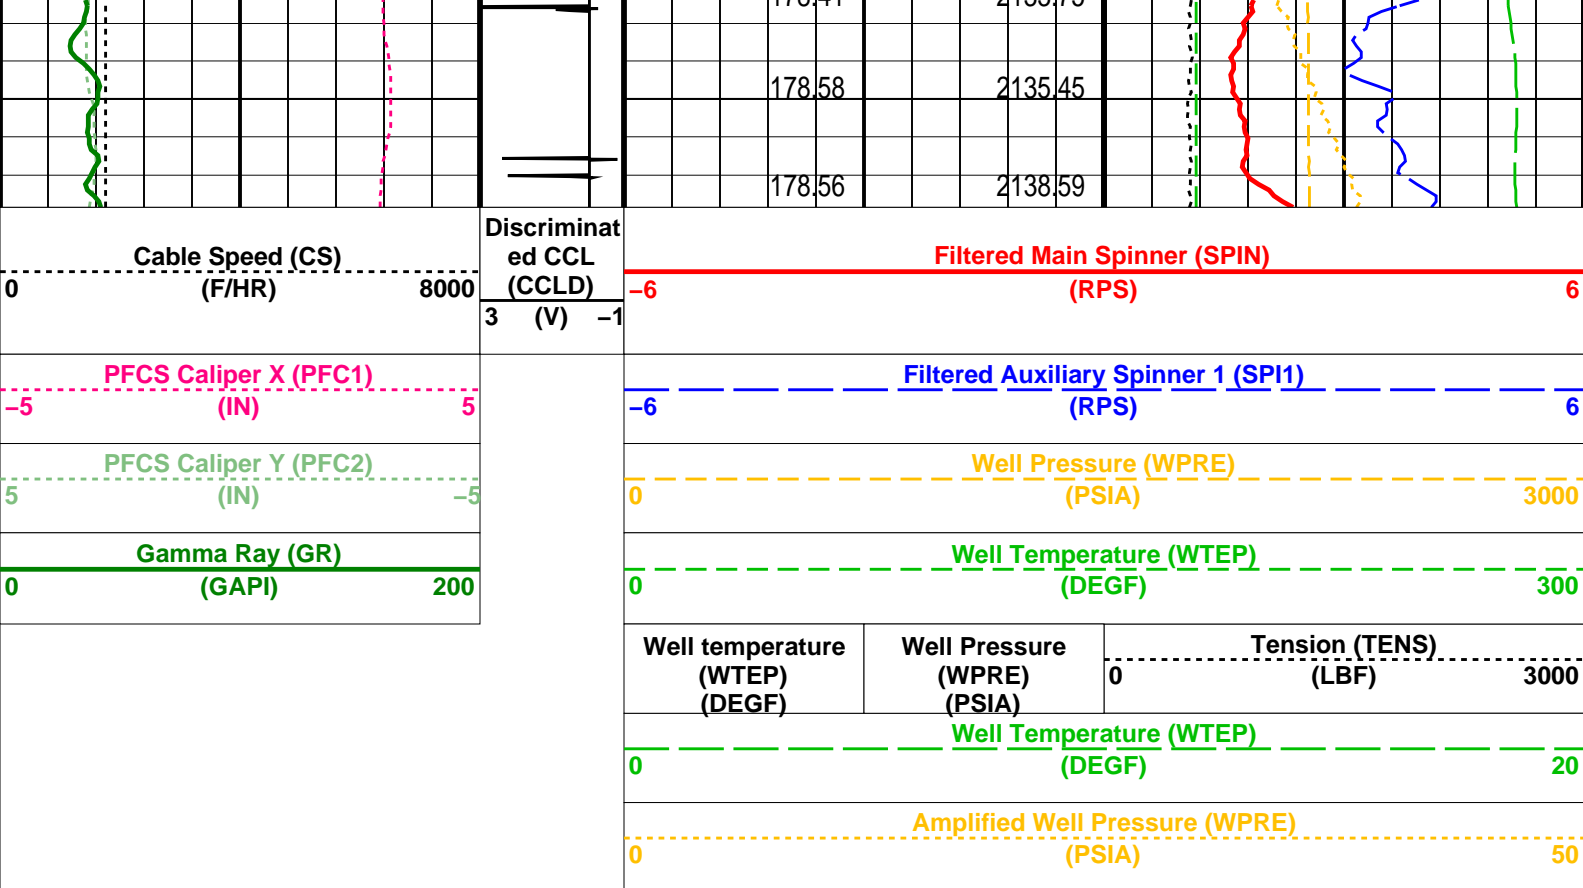 178.58 2135.45
178.56 2138.59
Cable Speed (CS)
0 (F/HR) 8000
Discriminat
ed CCL
(CCLD)
3 (V) −1
Filtered Main Spinner (SPIN)
−6 (RPS) 6
PFCS Caliper X (PFC1)
−5 (IN) 5
Filtered Auxiliary Spinner 1 (SPI1)
−6 (RPS) 6
PFCS Caliper Y (PFC2)
5 (IN) −5
Well Pressure (WPRE)
0 (PSIA) 3000
Gamma Ray (GR)
0 (GAPI) 200
Well Temperature (WTEP)
0 (DEGF) 300
Well temperature
(WTEP)
(DEGF)
Well Pressure
(WPRE)
(PSIA)
Tension (TENS)
0 (LBF) 3000
Well Temperature (WTEP)
0 (DEGF) 20
Amplified Well Pressure (WPRE)
0 (PSIA) 50